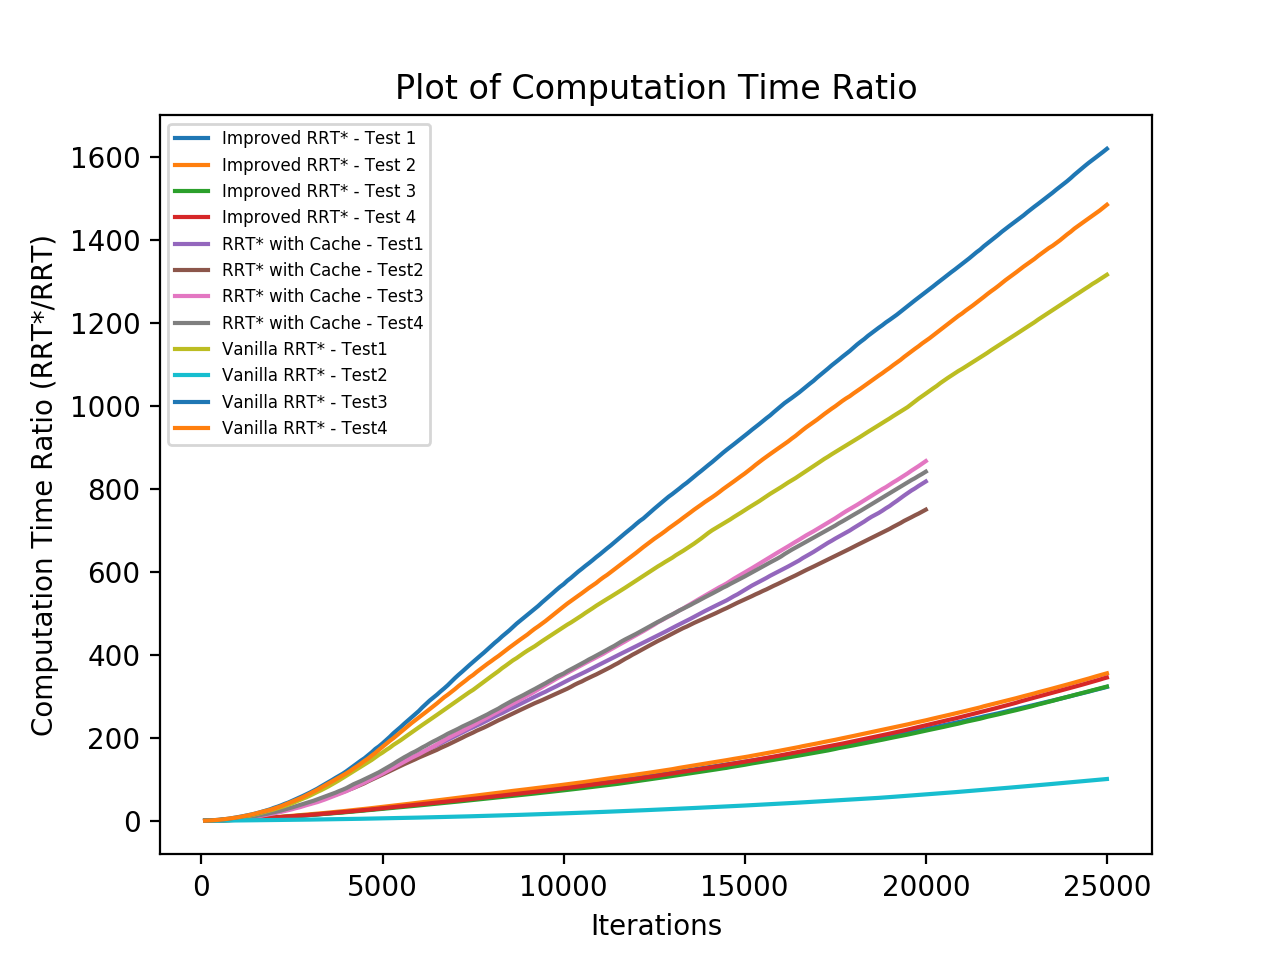 Plot of Computation Time Ratio
Computation Time Ratio (RRT*/RRT)
1600
1400
1200
1000
800
600
400
200
0
Improved RRT* - Test 1
Improved RRT* - Test 2
Improved RRT* - Test 3
Improved RRT* - Test 4
RRT* with Cache - Test1
RRT* with Cache - Test2
RRT* with Cache - Test3
RRT* with Cache - Test4
Vanilla RRT* - Test1
Vanilla RRT* - Test2
Vanilla RRT* - Test3
Vanilla RRT* - Test4
0 5000 10000 15000 20000 25000
Iterations